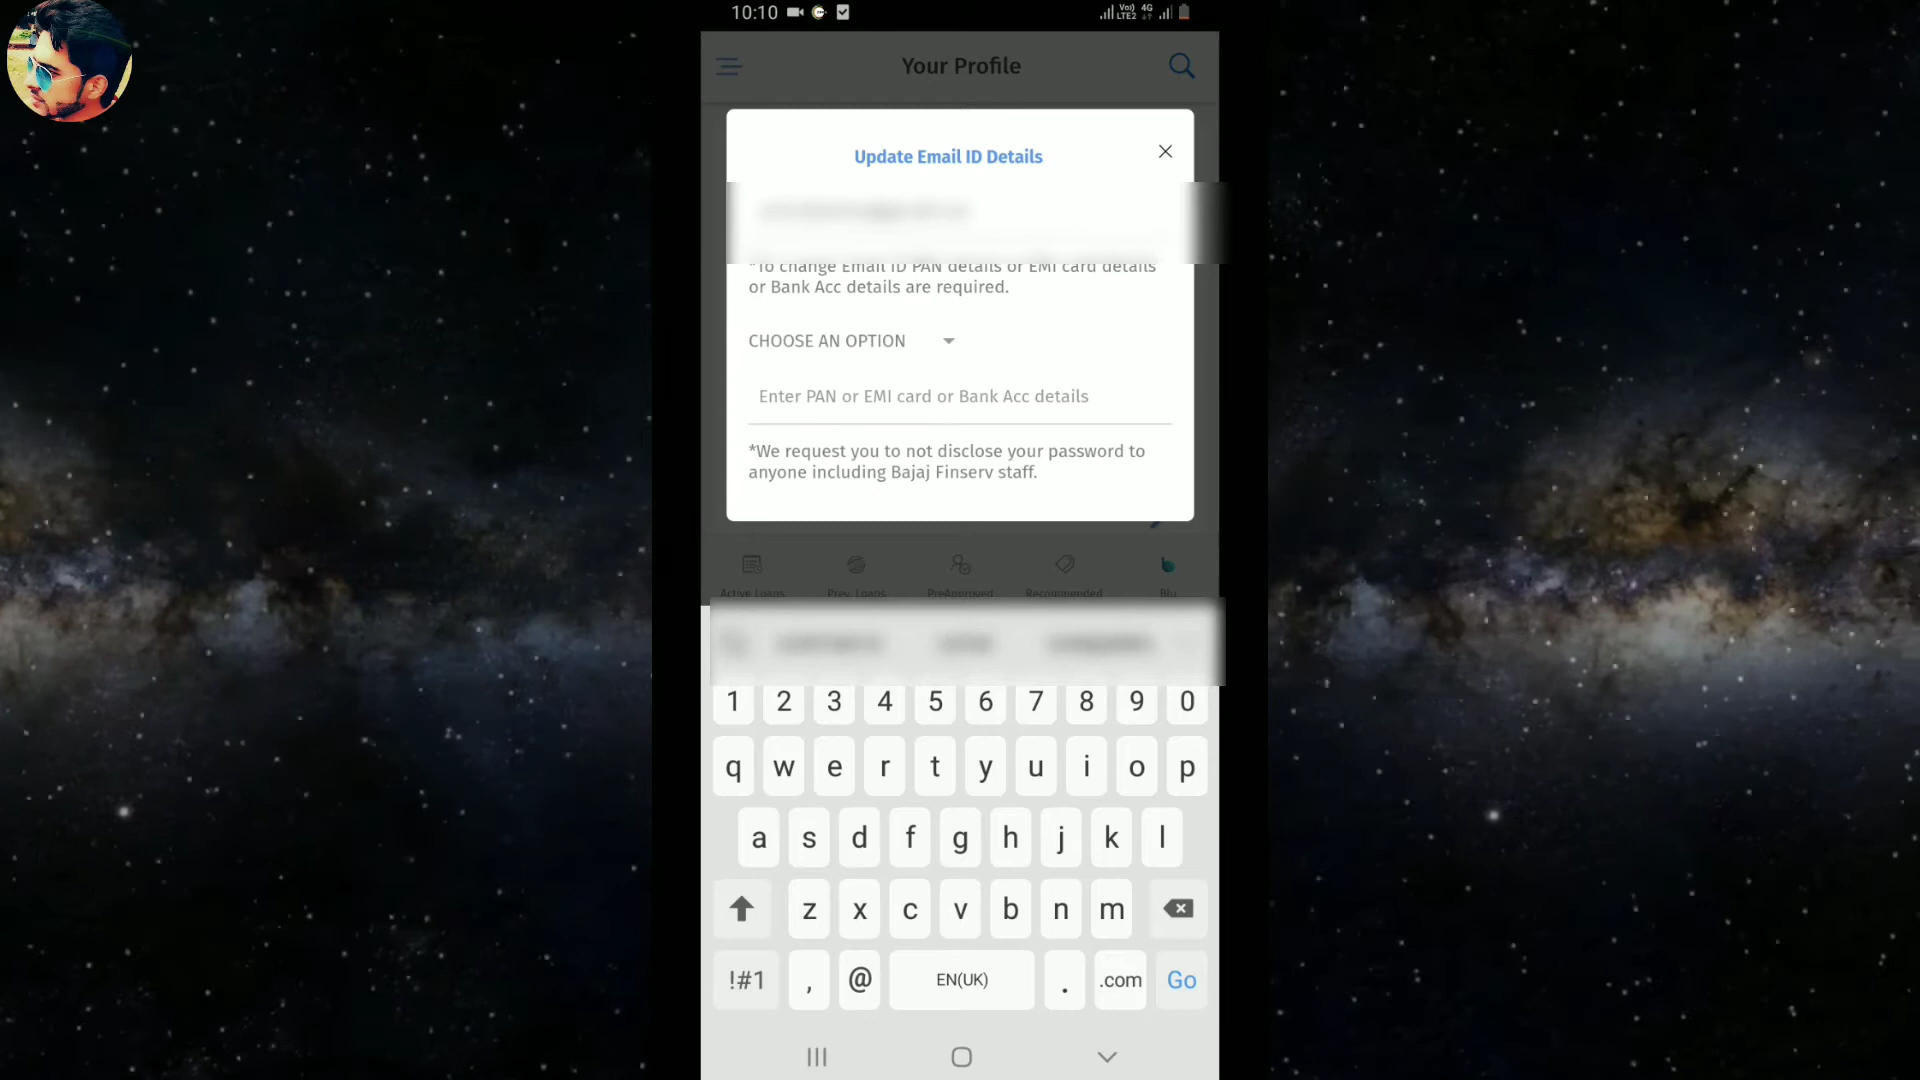 10:10
Vo)) 4G
LTE2
Your Profile
Update Email ID Details
*To change Email ID PAN details or EMI card details
or Bank Acc details are required.
CHOOSE AN OPTION
Enter PAN or EMI card or Bank Acc details
*We request you to not disclose your password to
anyone including Bajaj Finserv staff.
Active Loans Prev. Loans PreApproved Recommended Blu
1 2 3 4 5 6 7 8 9 0
q w e r t y u i o p
a s d f g h j k l
z x c v b n m
!#1 , @ EN(UK) . .com Go